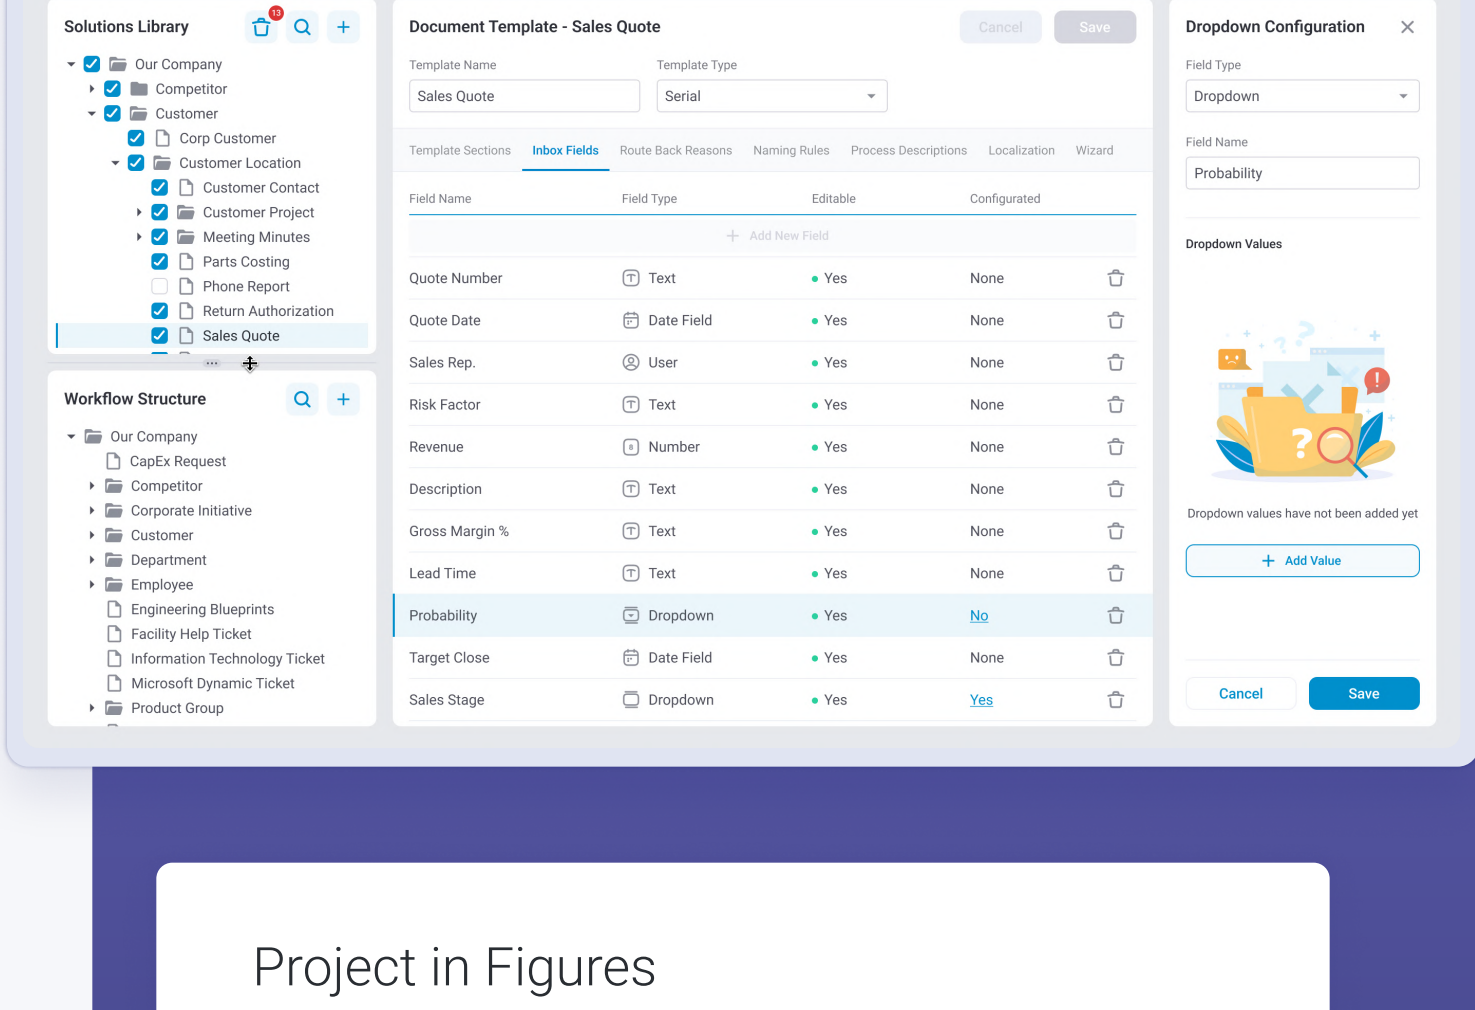 Solutions Library
13
Our Company
Competitor
Customer
Corp Customer
Customer Location
Customer Contact
Customer Project
Meeting Minutes
Parts Costing
Phone Report
Return Authorization
Sales Quote
Workflow Structure
Our Company
CapEx Request
Competitor
Corporate Initiative
Customer
Department
Employee
Engineering Blueprints
Facility Help Ticket
Information Technology Ticket
Microsoft Dynamic Ticket
Product Group
Document Template - Sales Quote
Cancel Save
Template Name Template Type
Sales Quote Serial
Template Sections Inbox Fields Route Back Reasons Naming Rules Process Descriptions Localization Wizard
Field Name Field Type Editable Configurated
Add New Field
Quote Number Text Yes None
Quote Date Date Field Yes None
Sales Rep. User Yes None
Risk Factor Text Yes None
Revenue Number Yes None
Description Text Yes None
Gross Margin % Text Yes None
Lead Time Text Yes None
Probability Dropdown Yes No
Target Close Date Field Yes None
Sales Stage Dropdown Yes Yes
Dropdown Configuration
Field Type
Dropdown
Field Name
Probability
Dropdown Values
Dropdown values have not been added yet
Add Value
Cancel Save
Project in Figures